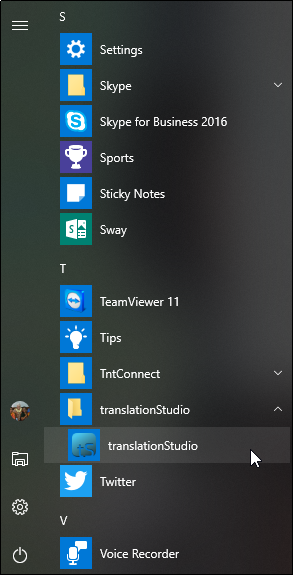 S
Settings
Skype
Skype for Business 2016
Sports
Sticky Notes
Sway
T
TeamViewer 11
Tips
TntConnect
translationStudio
translationStudio
Twitter
V
Voice Recorder